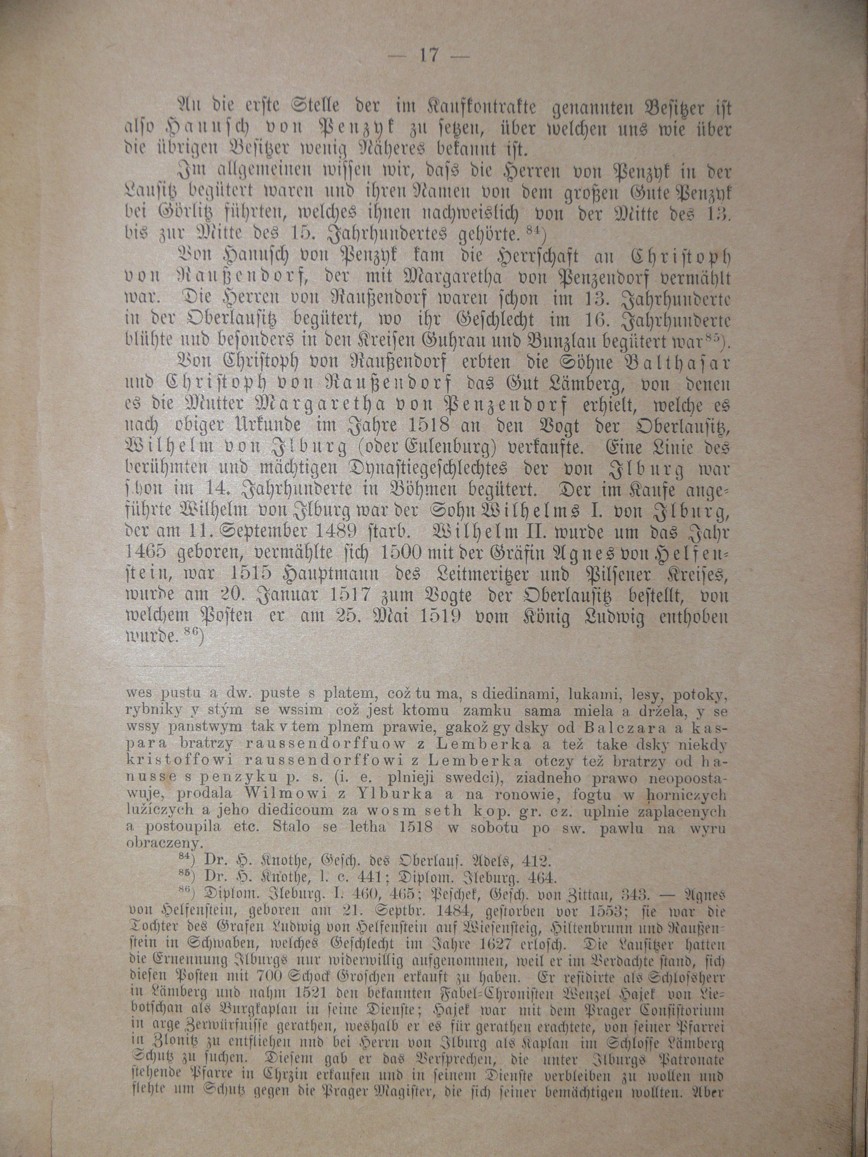 — 17 —
An die erste Stelle der im Kaufkontrakte genannten Besitzer ist
also Hanusch von Penzyk zu setzen, über welchen uns wie über
die übrigen Besitzer wenig Näheres bekannt ist.
Im allgemeinen wissen wir, dass die Herren von Penzyk in der
Lausitz begütert waren und ihren Namen von dem großen Gute Penzyk
bei Görlitz führten, welches ihnen nachweislich von der Mitte des 13.
bis zur Mitte des 15. Jahrhundertes gehörte. 84)
Von Hanusch von Penzyk kam die Herrschaft an Christoph
von Raußendorf, der mit Margaretha von Penzendorf vermählt
war. Die Herren von Raußendorf waren schon im 13. Jahrhunderte
in der Oberlausitz begütert, wo ihr Geschlecht im 16. Jahrhunderte
blühte und besonders in den Kreisen Guhrau und Bunzlau begütert war85).
Von Christoph von Raußendorf erbten die Söhne Balthasar
und Christoph von Raußendorf das Gut Lämberg, von denen
es die Mutter Margaretha von Penzendorf erhielt, welche es
nach obiger Urkunde im Jahre 1518 an den Vogt der Oberlausitz,
Wilhelm von Ilburg (oder Eulenburg) verkaufte. Eine Linie des
berühmten und mächtigen Dynastiegeschlechtes der von Ilburg war
schon im 14. Jahrhunderte in Böhmen begütert. Der im Kaufe ange-
führte Wilhelm von Ilburg war der Sohn Wilhelms I. von Ilburg,
der am 11. September 1489 starb. Wilhelm II. wurde um das Jahr
1465 geboren, vermählte sich 1500 mit der Gräfin Agnes von Helfen-
stein, war 1515 Hauptmann des Leitmeritzer und Pilsener Kreises,
wurde am 20. Januar 1517 zum Vogte der Oberlausitz bestellt, von
welchem Posten er am 25. Mai 1519 vom König Ludwig enthoben
wurde. 86)
wes pustu a dw. puste s platem, což tu ma, s diedinami, lukami, lesy, potoky,
rybniky y stým se wssim což jest ktomu zamku sama miela a držela, y se
wssy panstwym tak v tem plnem prawie, gakož gy dsky od Balczara a kas-
para bratrzy raussendorffuow z Lemberka a též take dsky niekdy
kristoffowi raussendorffowi z Lemberka otczy též bratrzy od ha-
nusse s penzyku p. s. (i. e. plnieji swedci), ziadneho prawo neopoosta-
wuje, prodala Wilmowi z Ylburka a na ronowie, fogtu w horniczych
lužiczych a jeho diedicoum za wosm seth kop. gr. cz. uplnie zaplacenych
a postoupila etc. Stalo se letha 1518 w sobotu po sw. pawlu na wyru
obraczeny.
84) Dr. H. Knothe, Gesch. des Oberlaus. Adels, 412.
85) Dr. H. Knothe, l. c. 441; Diplom. Ileburg. 464.
86) Diplom. Ileburg. I. 460, 465; Peschek, Gesch. von Zittau, 343. — Agnes
von Helfenstein, geboren am 21. Septbr. 1484, gestorben vor 1553; sie war die
Tochter des Grafen Ludwig von Helfenstein auf Wiesensteig, Hiltenbrunn und Raußen-
stein in Schwaben, welches Geschlecht im Jahre 1627 erlosch. Die Lausitzer hatten
die Ernennung Ilburgs nur widerwillig aufgenommen, weil er im Verdachte stand, sich
diesen Posten mit 700 Schock Groschen erkauft zu haben. Er residirte als Schlossherr
in Lämberg und nahm 1521 den bekannten Fabel-Chronisten Wenzel Hajek von Lie-
botschan als Burgkaplan in seine Dienste; Hajek war mit dem Prager Consistorium
in arge Zerwürfnisse gerathen, weshalb er es für gerathen erachtete, von seiner Pfarrei
in Zlonitz zu entfliehen und bei Herrn von Ilburg als Kaplan im Schlosse Lämberg
Schutz zu suchen. Diesem gab er das Versprechen, die unter Ilburgs Patronate
stehende Pfarre in Chrzin erkaufen und in seinem Dienste verbleiben zu wollen und
flehte um Schutz gegen die Prager Magister, die sich seiner bemächtigen wollten. Aber